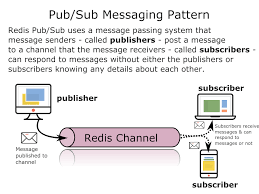 Pub/Sub Messaging Pattern
Redis Pub/Sub uses a message passing system that
message senders - called publishers - post a message
to a channel that the message receivers - called subscribers -
can respond to messages without either the publishers or
subscribers knowing any details about each other.
publisher
subscriber
Redis Channel
Message
published to
channel
Subscribers receive
messages & can
respond to
messages or not
subscriber